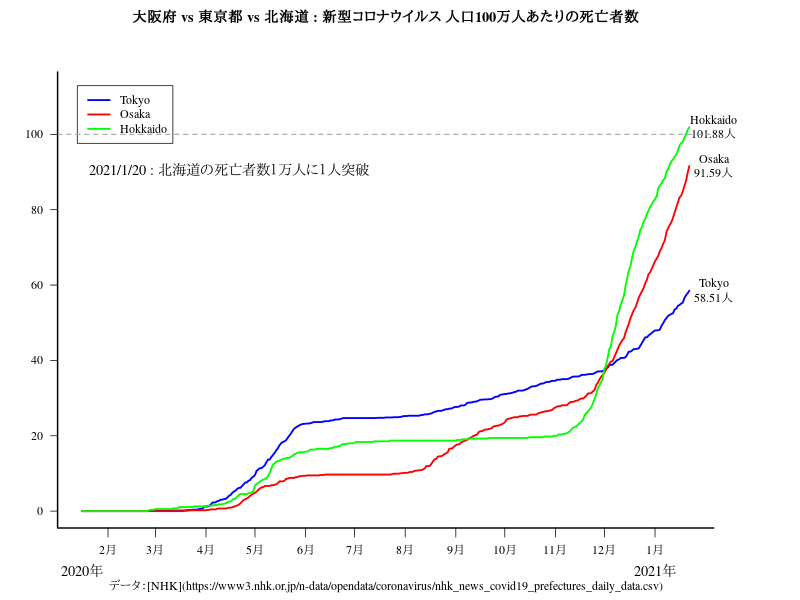 大阪府 vs 東京都 vs 北海道 : 新型コロナウイルス 人口100万人あたりの死亡者数
Tokyo
Osaka
Hokkaido
2021/1/20 : 北海道の死亡者数1万人に1人突破
Hokkaido
101.88人
Osaka
91.59人
Tokyo
58.51人
100
80
60
40
20
0
2月 3月 4月 5月 6月 7月 8月 9月 10月 11月 12月 1月
2020年 2021年
データ:[NHK](https://www3.nhk.or.jp/n-data/opendata/coronavirus/nhk_news_covid19_prefectures_daily_data.csv)